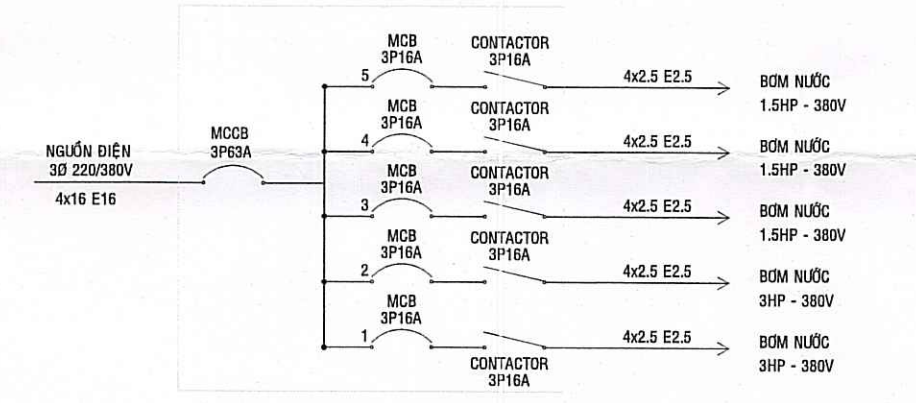 MCB
3P16A
CONTACTOR
3P16A
5
4x2.5 E2.5
BƠM NƯỚC
1.5HP - 380V
MCB
3P16A
CONTACTOR
3P16A
4
4x2.5 E2.5
BƠM NƯỚC
1.5HP - 380V
NGUỒN ĐIỆN
3Ø 220/380V
4x16 E16
MCCB
3P63A
MCB
3P16A
CONTACTOR
3P16A
3
4x2.5 E2.5
BƠM NƯỚC
1.5HP - 380V
MCB
3P16A
CONTACTOR
3P16A
2
4x2.5 E2.5
BƠM NƯỚC
3HP - 380V
MCB
3P16A
1
4x2.5 E2.5
CONTACTOR
3P16A
BƠM NƯỚC
3HP - 380V